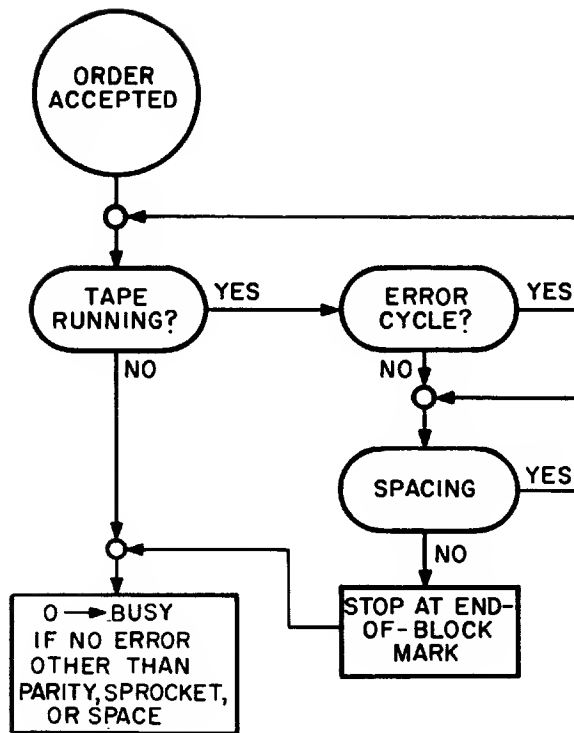 ORDER
ACCEPTED
TAPE
RUNNING?
YES
ERROR
CYCLE?
YES
NO
NO
SPACING
YES
NO
STOP AT END-
OF-BLOCK
MARK
O → BUSY
IF NO ERROR
OTHER THAN
PARITY, SPROCKET,
OR SPACE